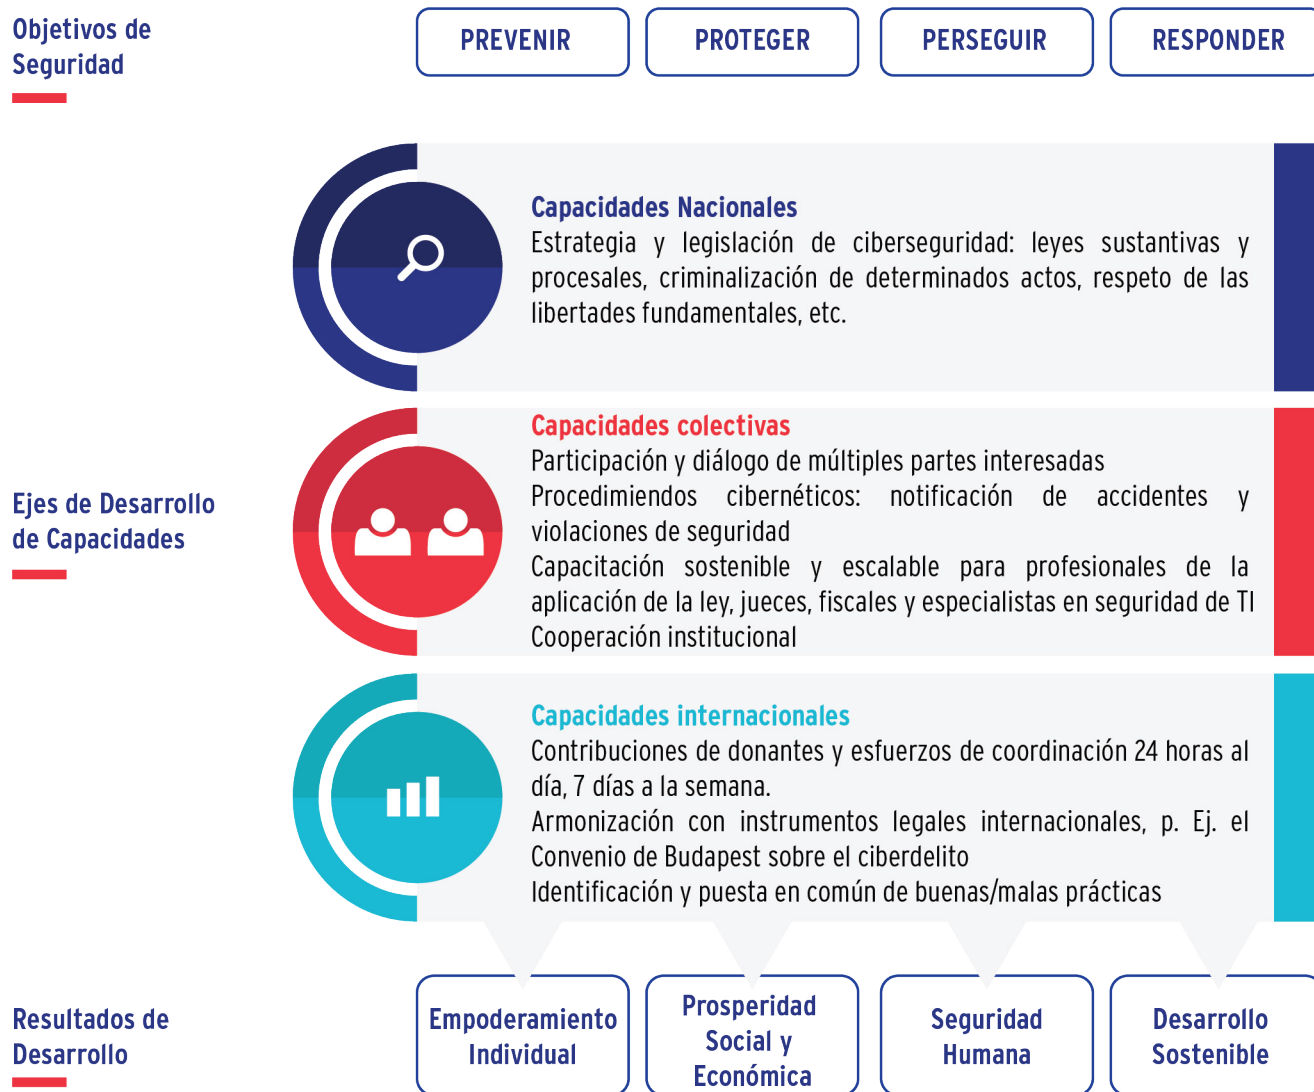 Objetivos de
Seguridad
PREVENIR
PROTEGER
PERSEGUIR
RESPONDER
Capacidades Nacionales
Estrategia y legislación de ciberseguridad: leyes sustantivas y
procesales, criminalización de determinados actos, respeto de las
libertades fundamentales, etc.
Ejes de Desarrollo
de Capacidades
Capacidades colectivas
Participación y diálogo de múltiples partes interesadas
Procedimiendos cibernéticos: notificación de accidentes y
violaciones de seguridad
Capacitación sostenible y escalable para profesionales de la
aplicación de la ley, jueces, fiscales y especialistas en seguridad de TI
Cooperación institucional
Capacidades internacionales
Contribuciones de donantes y esfuerzos de coordinación 24 horas al
día, 7 días a la semana.
Armonización con instrumentos legales internacionales, p. Ej. el
Convenio de Budapest sobre el ciberdelito
Identificación y puesta en común de buenas/malas prácticas
Resultados de
Desarrollo
Empoderamiento
Individual
Prosperidad
Social y
Económica
Seguridad
Humana
Desarrollo
Sostenible